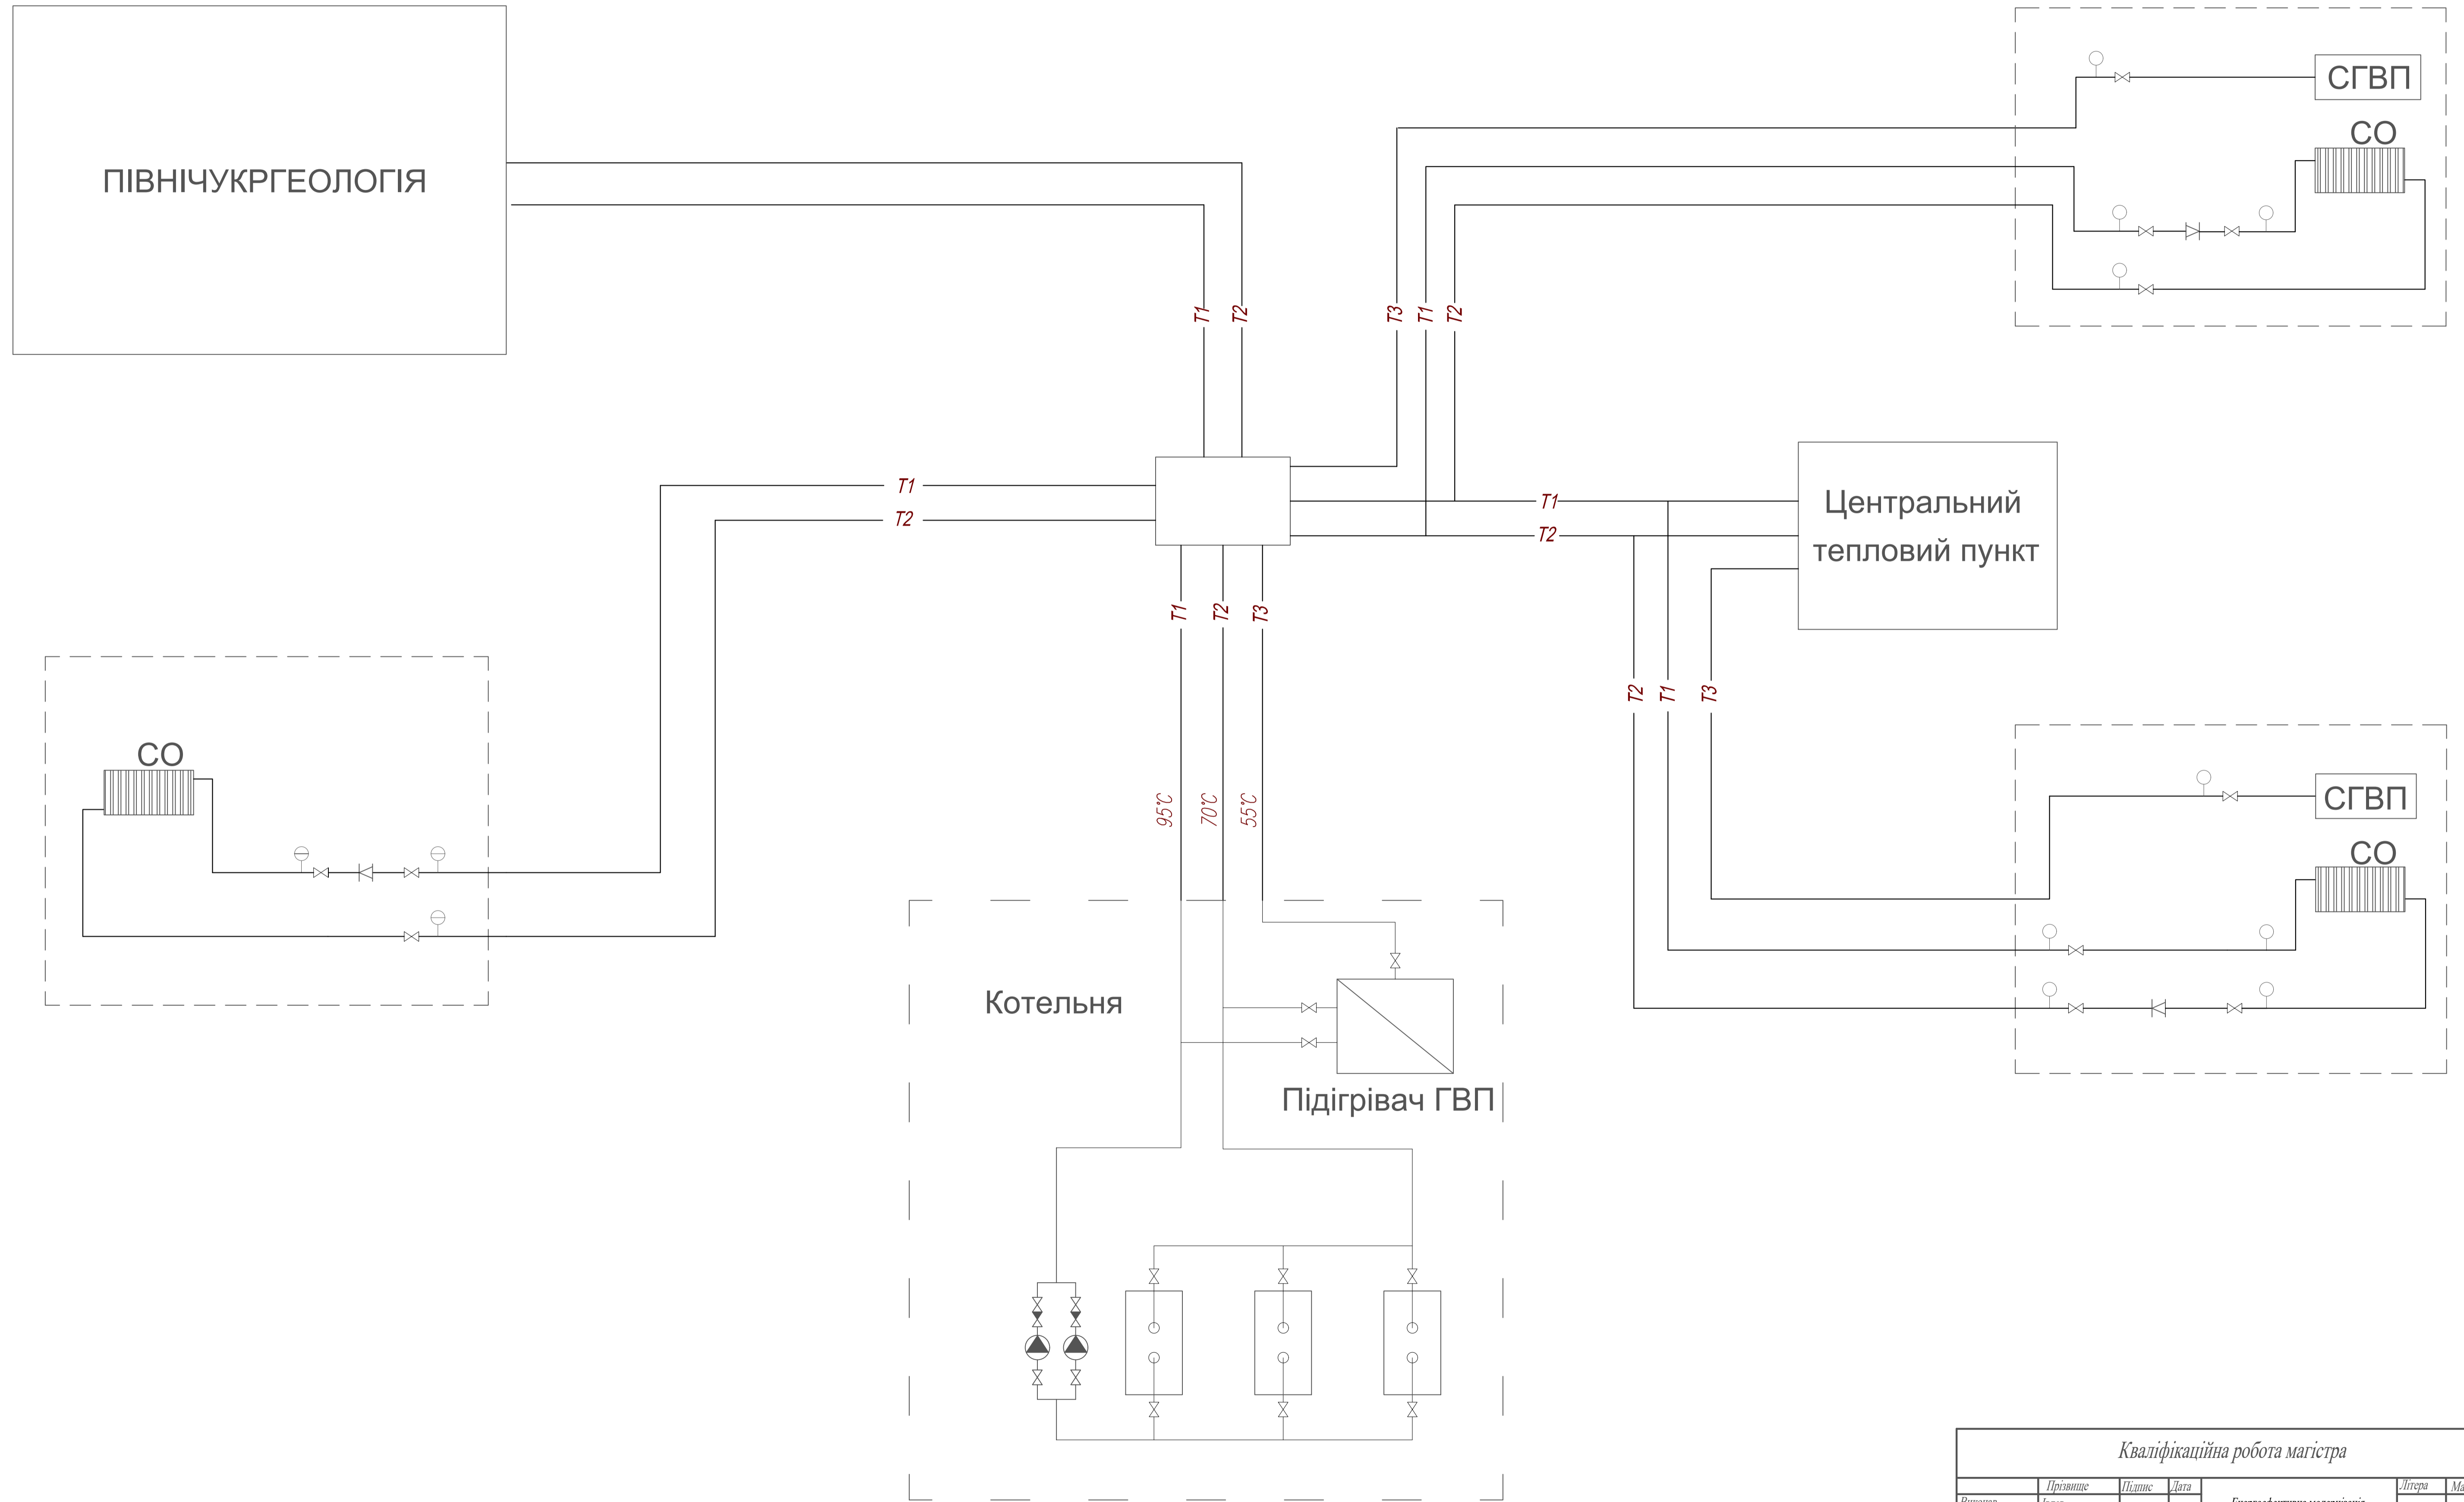 СГВП
СО
ПІВНІЧУКРГЕОЛОГІЯ
Т1
Т2
Т3
Т1
Т2
Т1
Т2
Т1
Т2
Центральний
тепловий пункт
Т1
Т2
Т3
Т2
Т1
Т3
СО
95°C
70°C
55°C
СГВП
СО
Котельня
Підігрівач ГВП
Кваліфікаційна робота магістра
Прізвище
Підпис
Дата
Літера